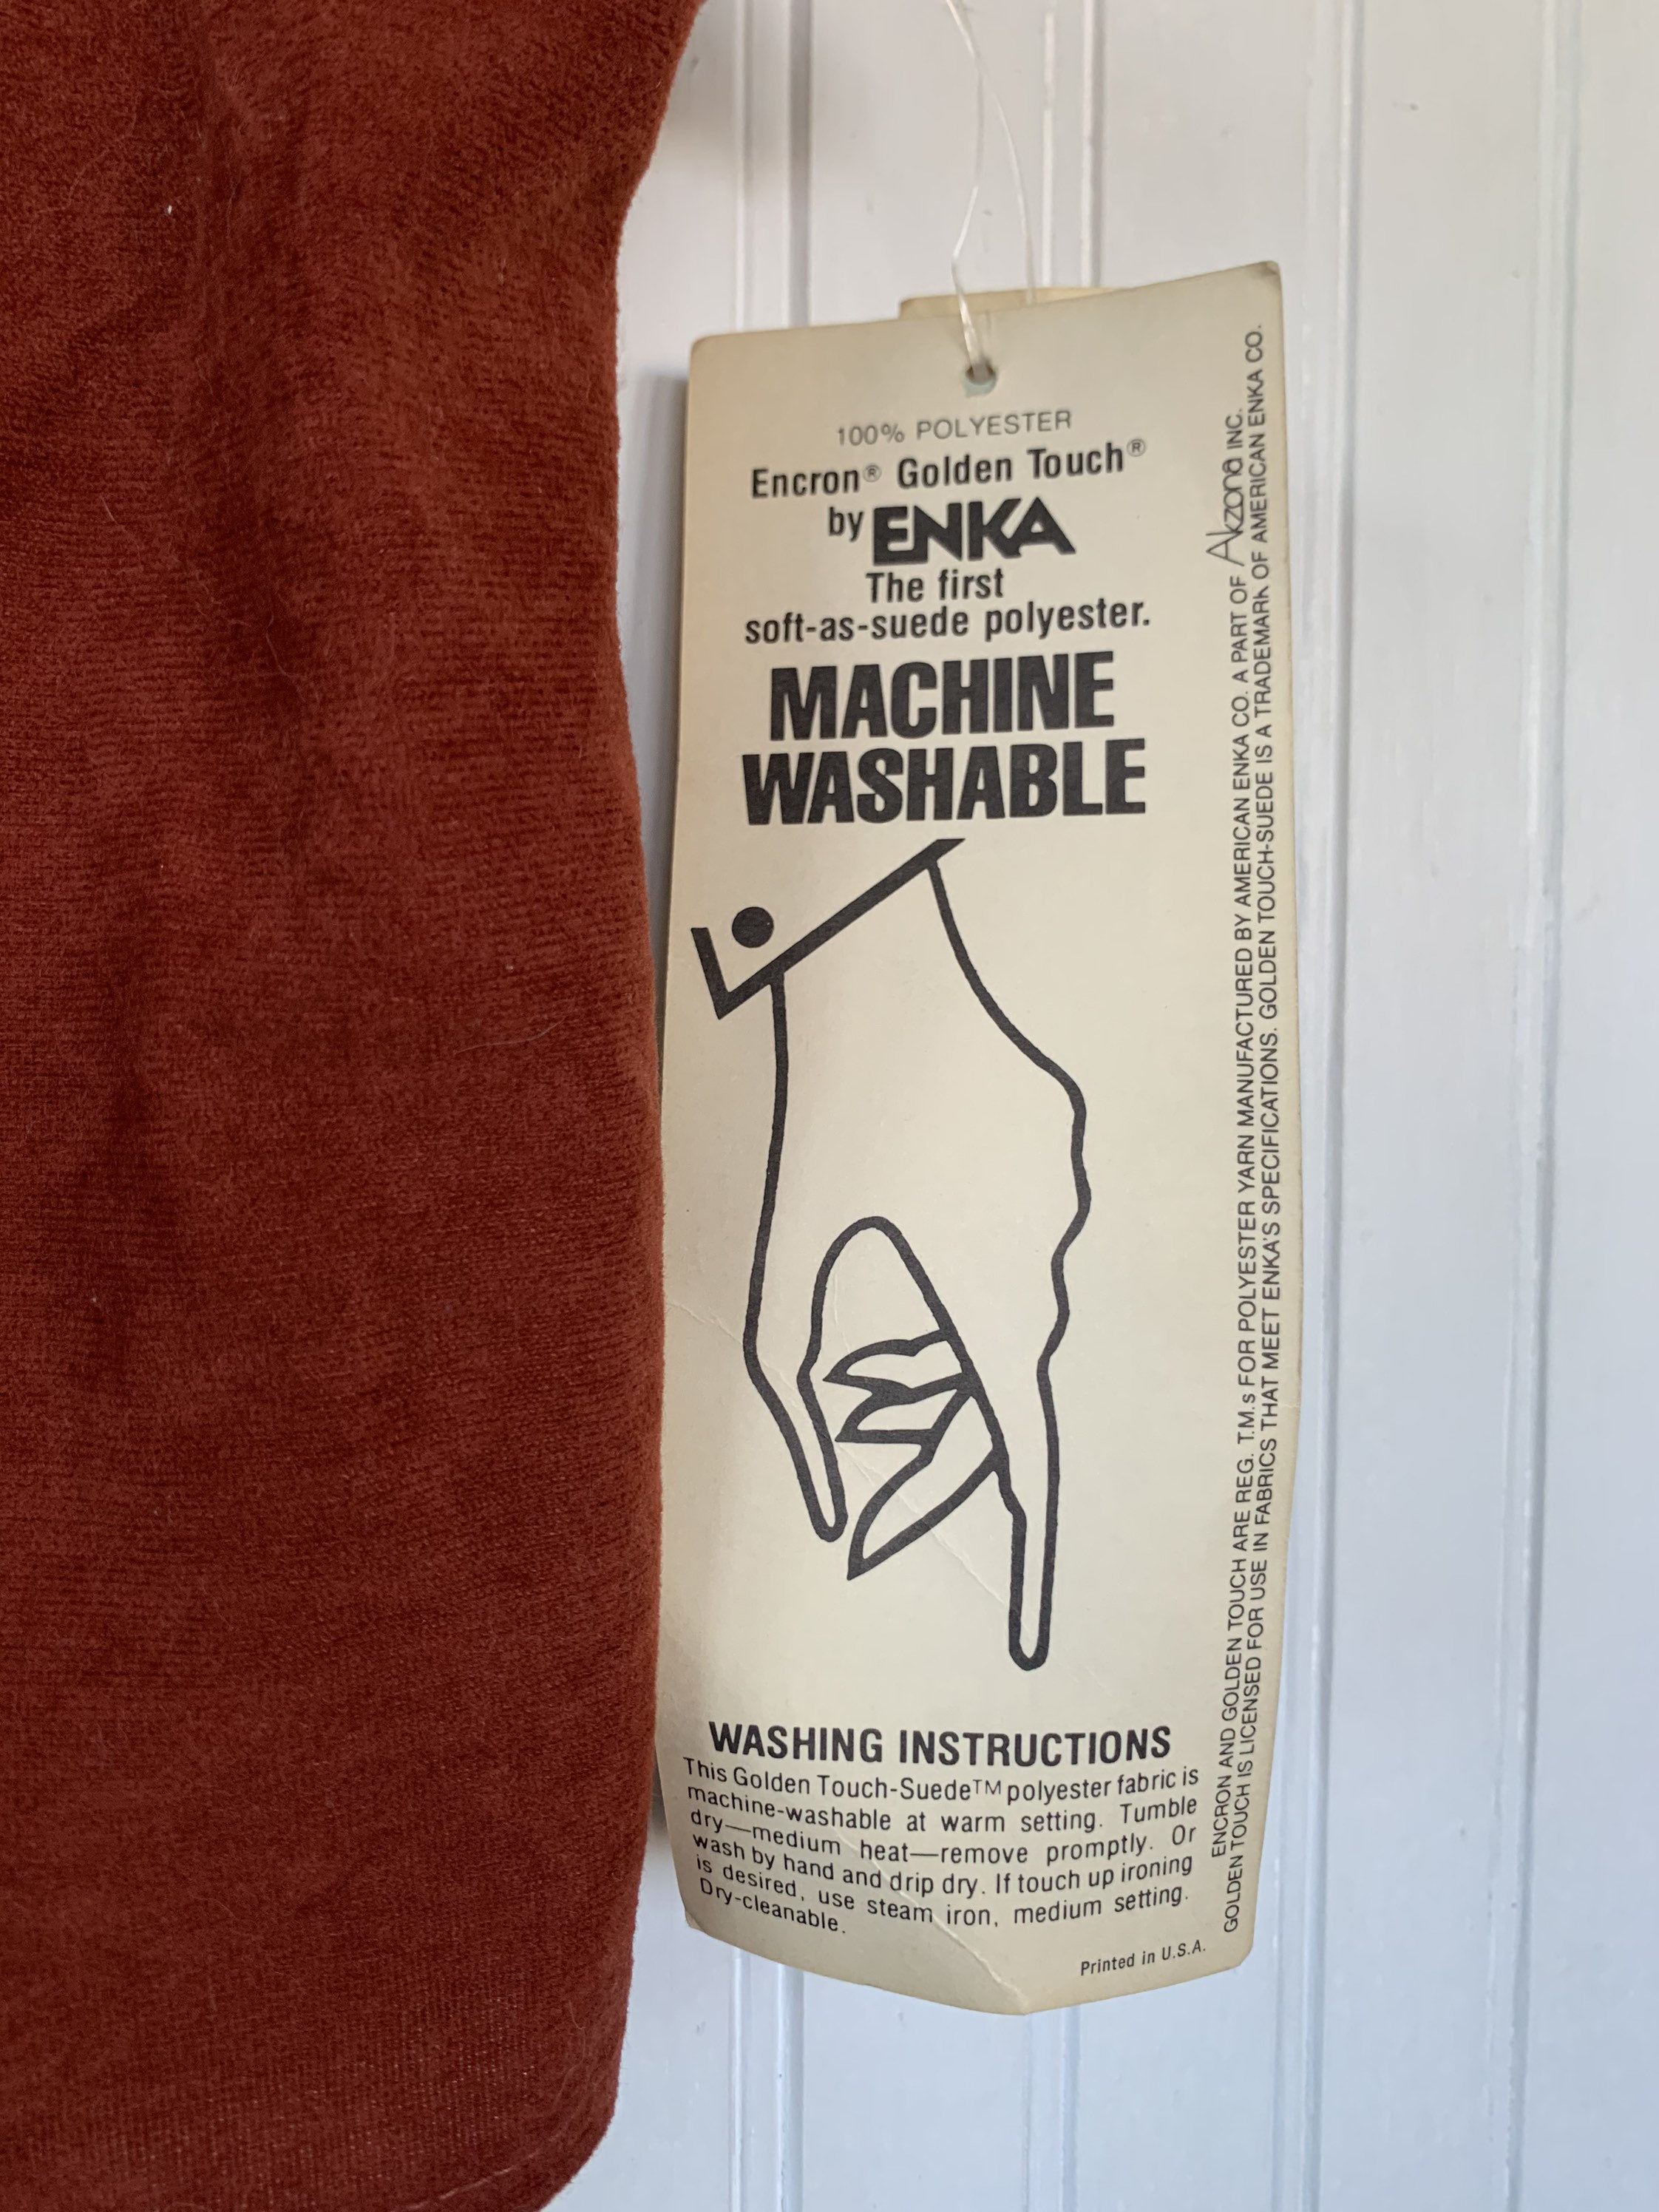 100% POLYESTER
Encron® Golden Touch®
by ENKA
The first
soft-as-suede polyester.
MACHINE
WASHABLE
WASHING INSTRUCTIONS
This Golden Touch-Suede™ polyester fabric is
machine-washable at warm setting. Tumble
dry—medium heat—remove promptly. Or
wash by hand and drip dry. If touch up ironing
is desired, use steam iron, medium setting.
Dry-cleanable.
Printed in U.S.A.
ENCRON AND GOLDEN TOUCH ARE REG. T.M.s FOR POLYESTER YARN MANUFACTURED BY AMERICAN ENKA CO. A PART OF Akzona INC.
GOLDEN TOUCH IS LICENSED FOR USE IN FABRICS THAT MEET ENKA'S SPECIFICATIONS. GOLDEN TOUCH-SUEDE IS A TRADEMARK OF AMERICAN ENKA CO.